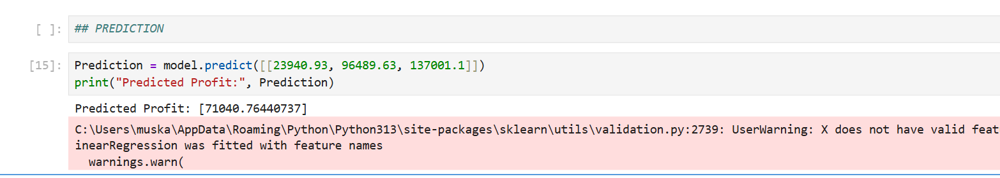 [ ]: ## PREDICTION
[15]: Prediction = model.predict([[23940.93, 96489.63, 137001.1]])
print("Predicted Profit:", Prediction)
Predicted Profit: [71040.76440737]
C:\Users\muska\AppData\Roaming\Python\Python313\site-packages\sklearn\utils\validation.py:2739: UserWarning: X does not have valid feat
inearRegression was fitted with feature names
warnings.warn(